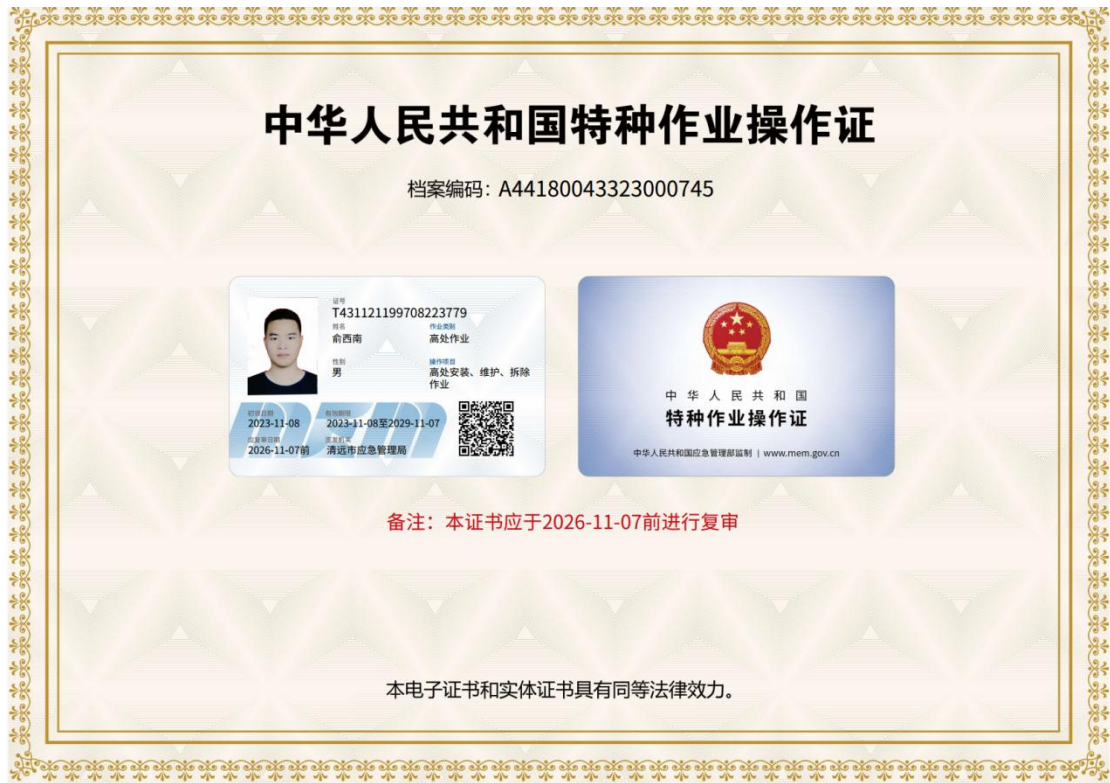 中华人民共和国特种作业操作证
档案编码：A44180043323000745
证号
T431121199708223779
姓名
俞西南
作业类别
高处作业
性别
男
操作项目
高处安装、维护、拆除
作业
初领日期
2023-11-08
有效期限
2023-11-08至2029-11-07
应复审日期
2026-11-07前
签发机关
清远市应急管理局
中华人民共和国
特种作业操作证
中华人民共和国应急管理部监制 | www.mem.gov.cn
备注：本证书应于2026-11-07前进行复审
本电子证书和实体证书具有同等法律效力。